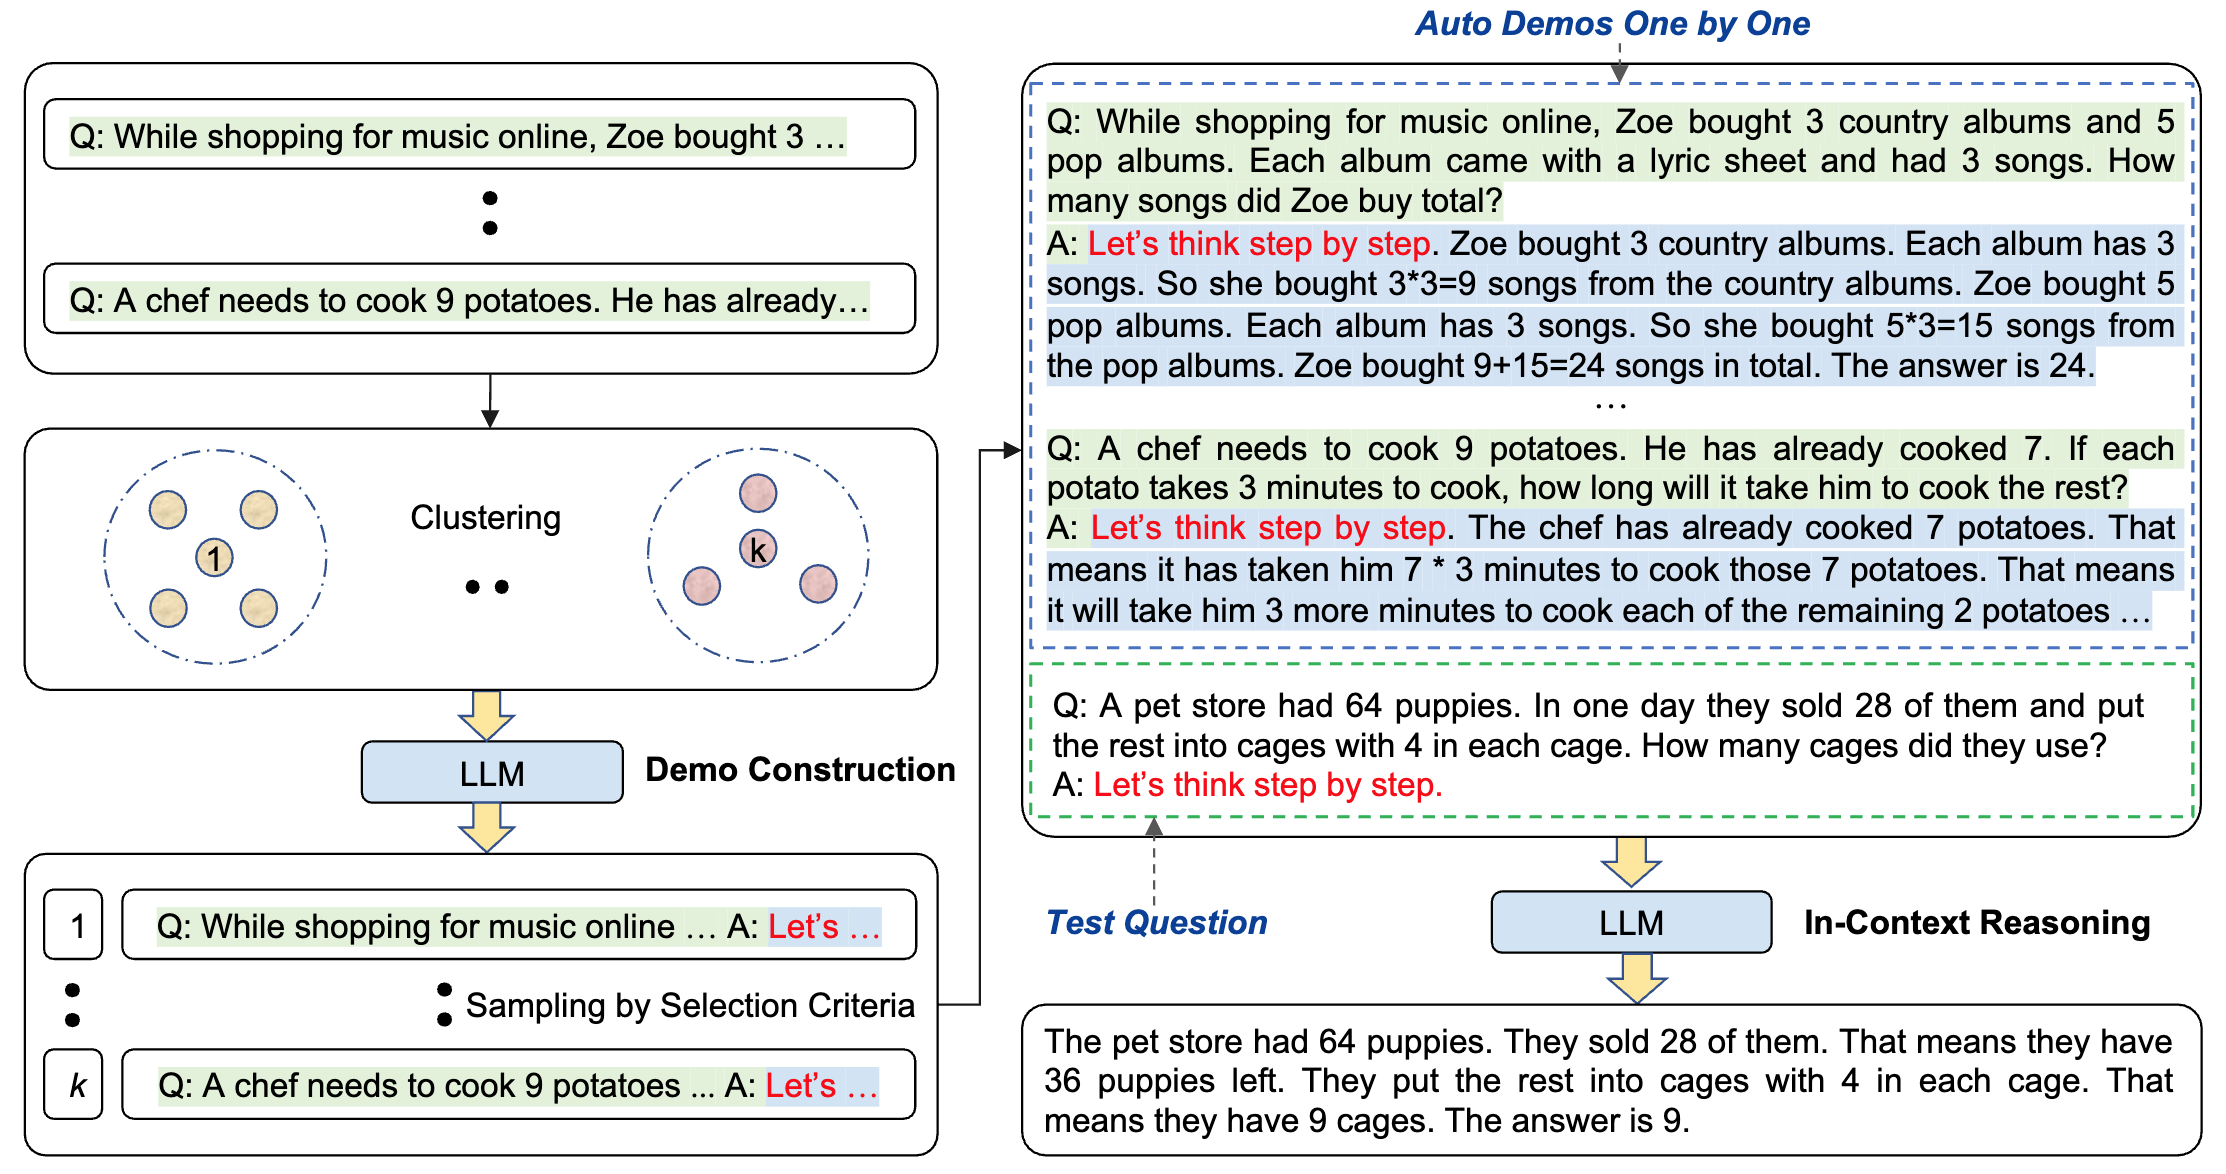 Q: While shopping for music online, Zoe bought 3 …
Q: A chef needs to cook 9 potatoes. He has already…
Clustering
1
k
LLM
Demo Construction
1
Q: While shopping for music online … A: Let’s …
Sampling by Selection Criteria
k
Q: A chef needs to cook 9 potatoes ... A: Let’s …
Auto Demos One by One
Q: While shopping for music online, Zoe bought 3 country albums and 5
pop albums. Each album came with a lyric sheet and had 3 songs. How
many songs did Zoe buy total?
A: Let’s think step by step. Zoe bought 3 country albums. Each album has 3
songs. So she bought 3*3=9 songs from the country albums. Zoe bought 5
pop albums. Each album has 3 songs. So she bought 5*3=15 songs from
the pop albums. Zoe bought 9+15=24 songs in total. The answer is 24.
…
Q: A chef needs to cook 9 potatoes. He has already cooked 7. If each
potato takes 3 minutes to cook, how long will it take him to cook the rest?
A: Let’s think step by step. The chef has already cooked 7 potatoes. That
means it has taken him 7 * 3 minutes to cook those 7 potatoes. That means
it will take him 3 more minutes to cook each of the remaining 2 potatoes …
Q: A pet store had 64 puppies. In one day they sold 28 of them and put
the rest into cages with 4 in each cage. How many cages did they use?
A: Let’s think step by step.
Test Question
LLM
In-Context Reasoning
The pet store had 64 puppies. They sold 28 of them. That means they have
36 puppies left. They put the rest into cages with 4 in each cage. That
means they have 9 cages. The answer is 9.